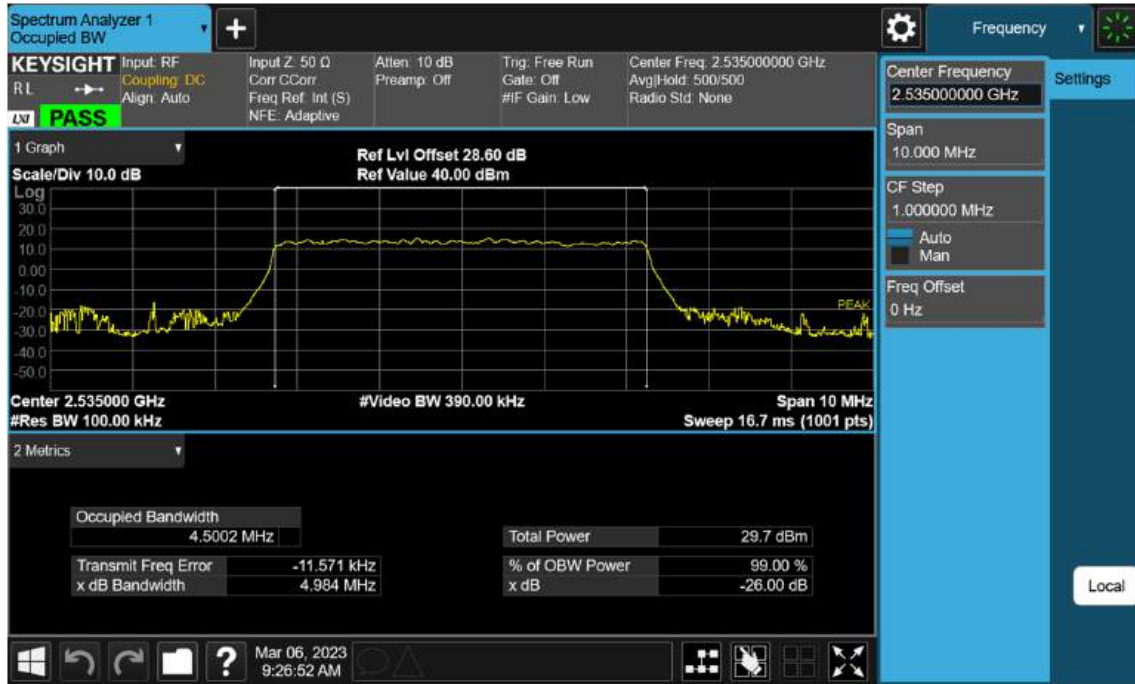 Spectrum Analyzer 1
Occupied BW
+
Frequency
KEYSIGHT
R L
LXI
PASS
Input: RF
Coupling: DC
Align: Auto
Input Z: 50 Ω
Corr CCorr
Freq Ref: Int (S)
NFE: Adaptive
Atten: 10 dB
Preamp: Off
Trig: Free Run
Gate: Off
#IF Gain: Low
Center Freq: 2.535000000 GHz
Avg|Hold: 500/500
Radio Std: None
1 Graph
Scale/Div 10.0 dB
Ref Lvl Offset 28.60 dB
Ref Value 40.00 dBm
Log
30.0
20.0
10.0
0.00
-10.0
-20.0
-30.0
-40.0
-50.0
PEAK
Center 2.535000 GHz
#Video BW 390.00 kHz
Span 10 MHz
#Res BW 100.00 kHz
Sweep 16.7 ms (1001 pts)
2 Metrics
Occupied Bandwidth
4.5002 MHz
Total Power 29.7 dBm
Transmit Freq Error -11.571 kHz
% of OBW Power 99.00 %
x dB Bandwidth 4.984 MHz
x dB -26.00 dB
?
Mar 06, 2023
9:26:52 AM
Center Frequency
2.535000000 GHz
Settings
Span
10.000 MHz
CF Step
1.000000 MHz
Auto
Man
Freq Offset
0 Hz
Local